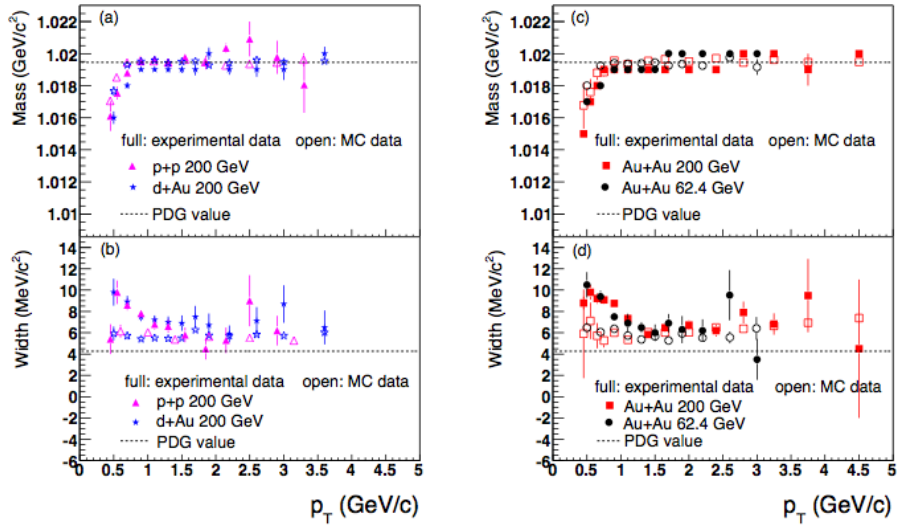 (a)
Mass (GeV/c²)
1.022
1.02
1.018
1.016
1.014
1.012
1.01
full: experimental data open: MC data
p+p 200 GeV
d+Au 200 GeV
PDG value
(b)
Width (MeV/c²)
14
12
10
8
6
4
2
0
-2
-4
-6
full: experimental data open: MC data
p+p 200 GeV
d+Au 200 GeV
PDG value
0 0.5 1 1.5 2 2.5 3 3.5 4 4.5 5
p_T (GeV/c)
(c)
Mass (GeV/c²)
1.022
1.02
1.018
1.016
1.014
1.012
1.01
full: experimental data open: MC data
Au+Au 200 GeV
Au+Au 62.4 GeV
PDG value
(d)
Width (MeV/c²)
14
12
10
8
6
4
2
0
-2
-4
-6
full: experimental data open: MC data
Au+Au 200 GeV
Au+Au 62.4 GeV
PDG value
0 0.5 1 1.5 2 2.5 3 3.5 4 4.5 5
p_T (GeV/c)